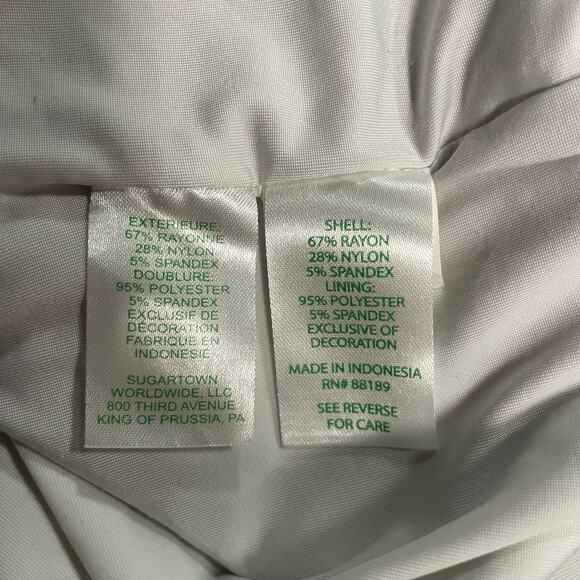 EXTÉRIEURE:
67% RAYONNE
28% NYLON
5% SPANDEX
DOUBLURE:
95% POLYESTER
5% SPANDEX
EXCLUSIF DE
DÉCORATION
FABRIQUE EN
INDONESIE
SUGARTOWN
WORLDWIDE, LLC
800 THIRD AVENUE
KING OF PRUSSIA, PA
SHELL:
67% RAYON
28% NYLON
5% SPANDEX
LINING:
95% POLYESTER
5% SPANDEX
EXCLUSIVE OF
DECORATION
MADE IN INDONESIA
RN# 88189
SEE REVERSE
FOR CARE